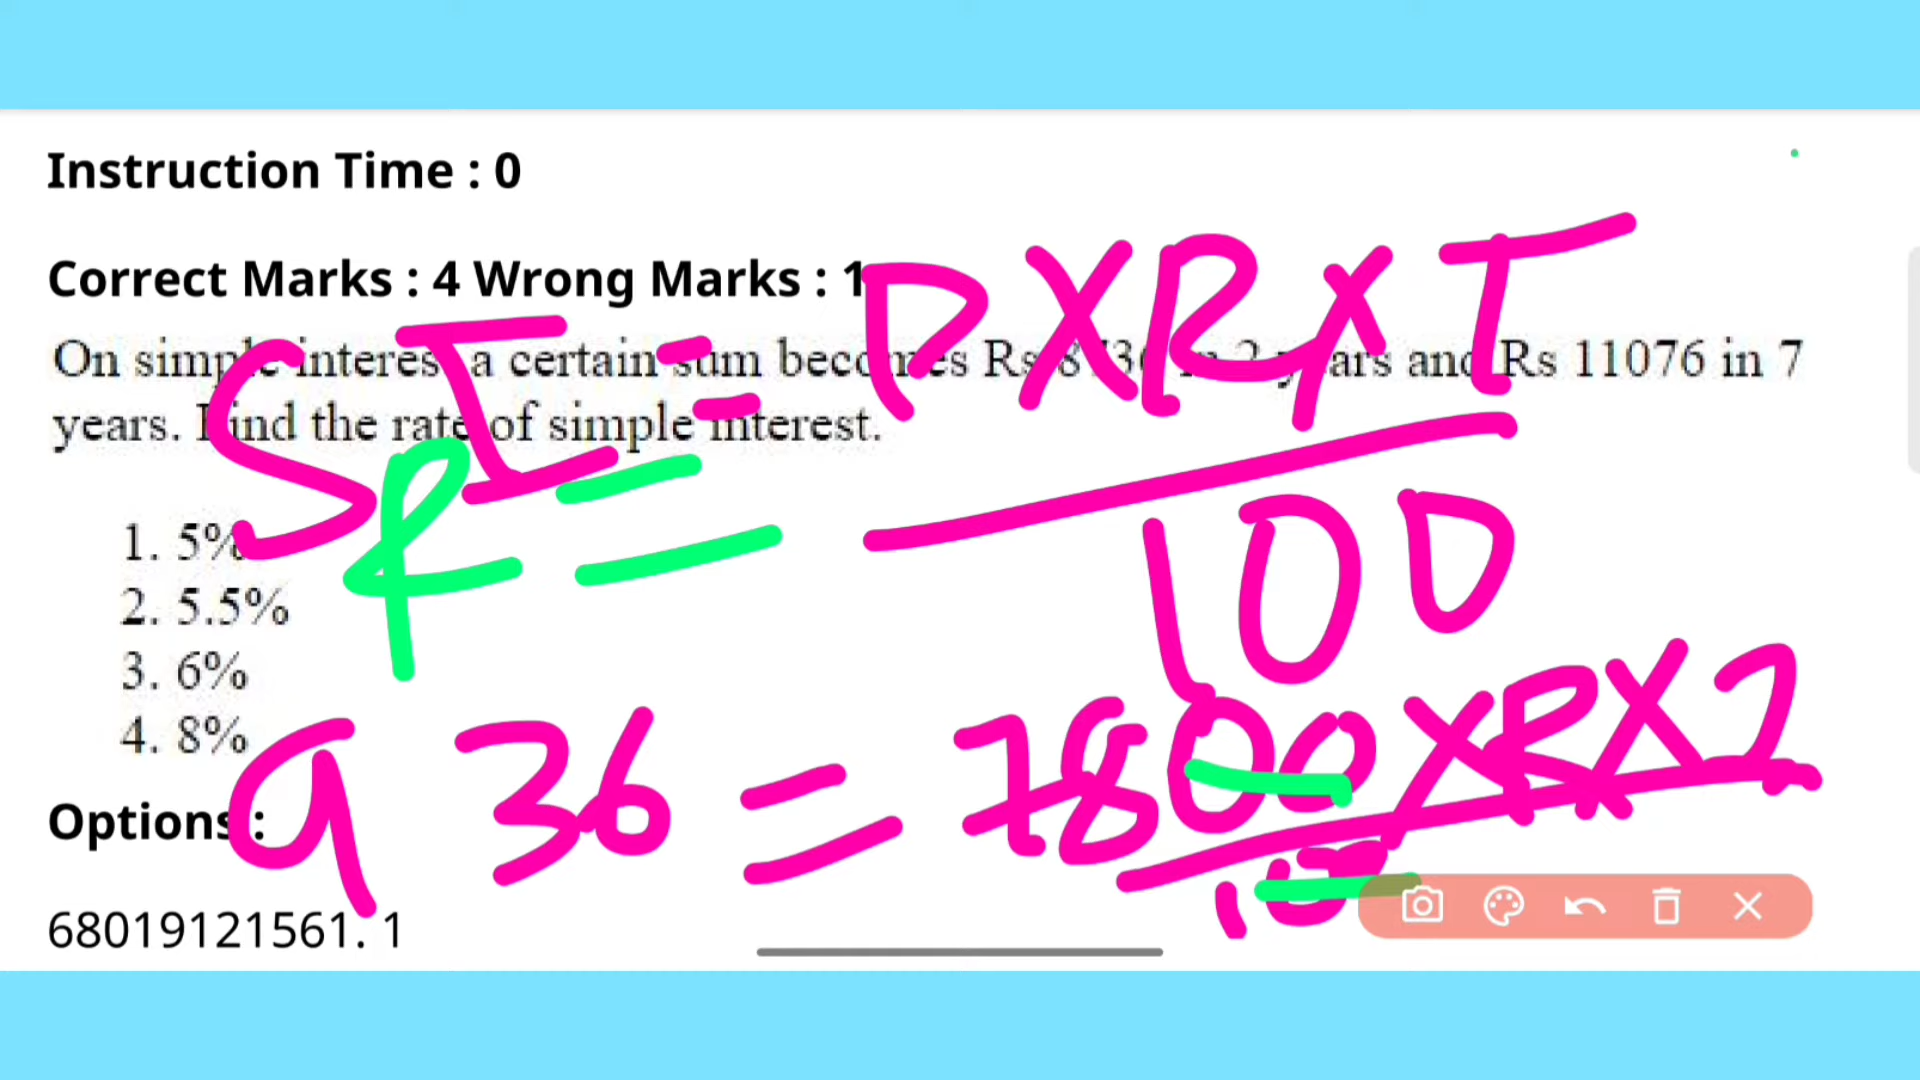 Instruction Time : 0
Correct Marks : 4 Wrong Marks : 1
SI = P X R X T
On simple interest a certain sum becomes Rs 8736 in 2 years and Rs 11076 in 7
years. Find the rate of simple interest.
100
R =
1. 5%
2. 5.5%
3. 6%
4. 8%
936 = 7800 X R X 2
100
Options :
68019121561. 1